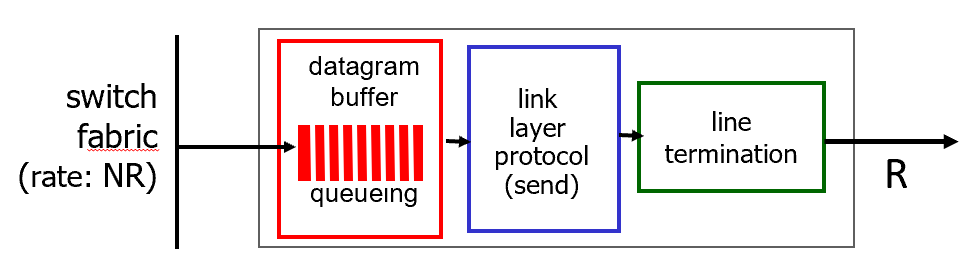 switch
fabric
(rate: NR)
datagram
buffer
queueing
link
layer
protocol
(send)
line
termination
R